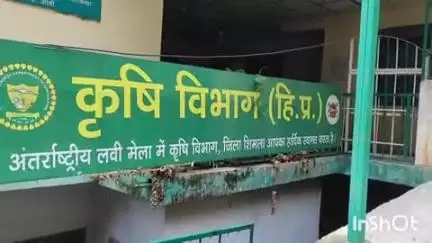 कृषि विभाग (हि.प्र.)
अंतर्राष्ट्रीय लवी मेला में कृषि विभाग, जिला शिमला आपका हार्दिक स्वागत करता है।
InShOt